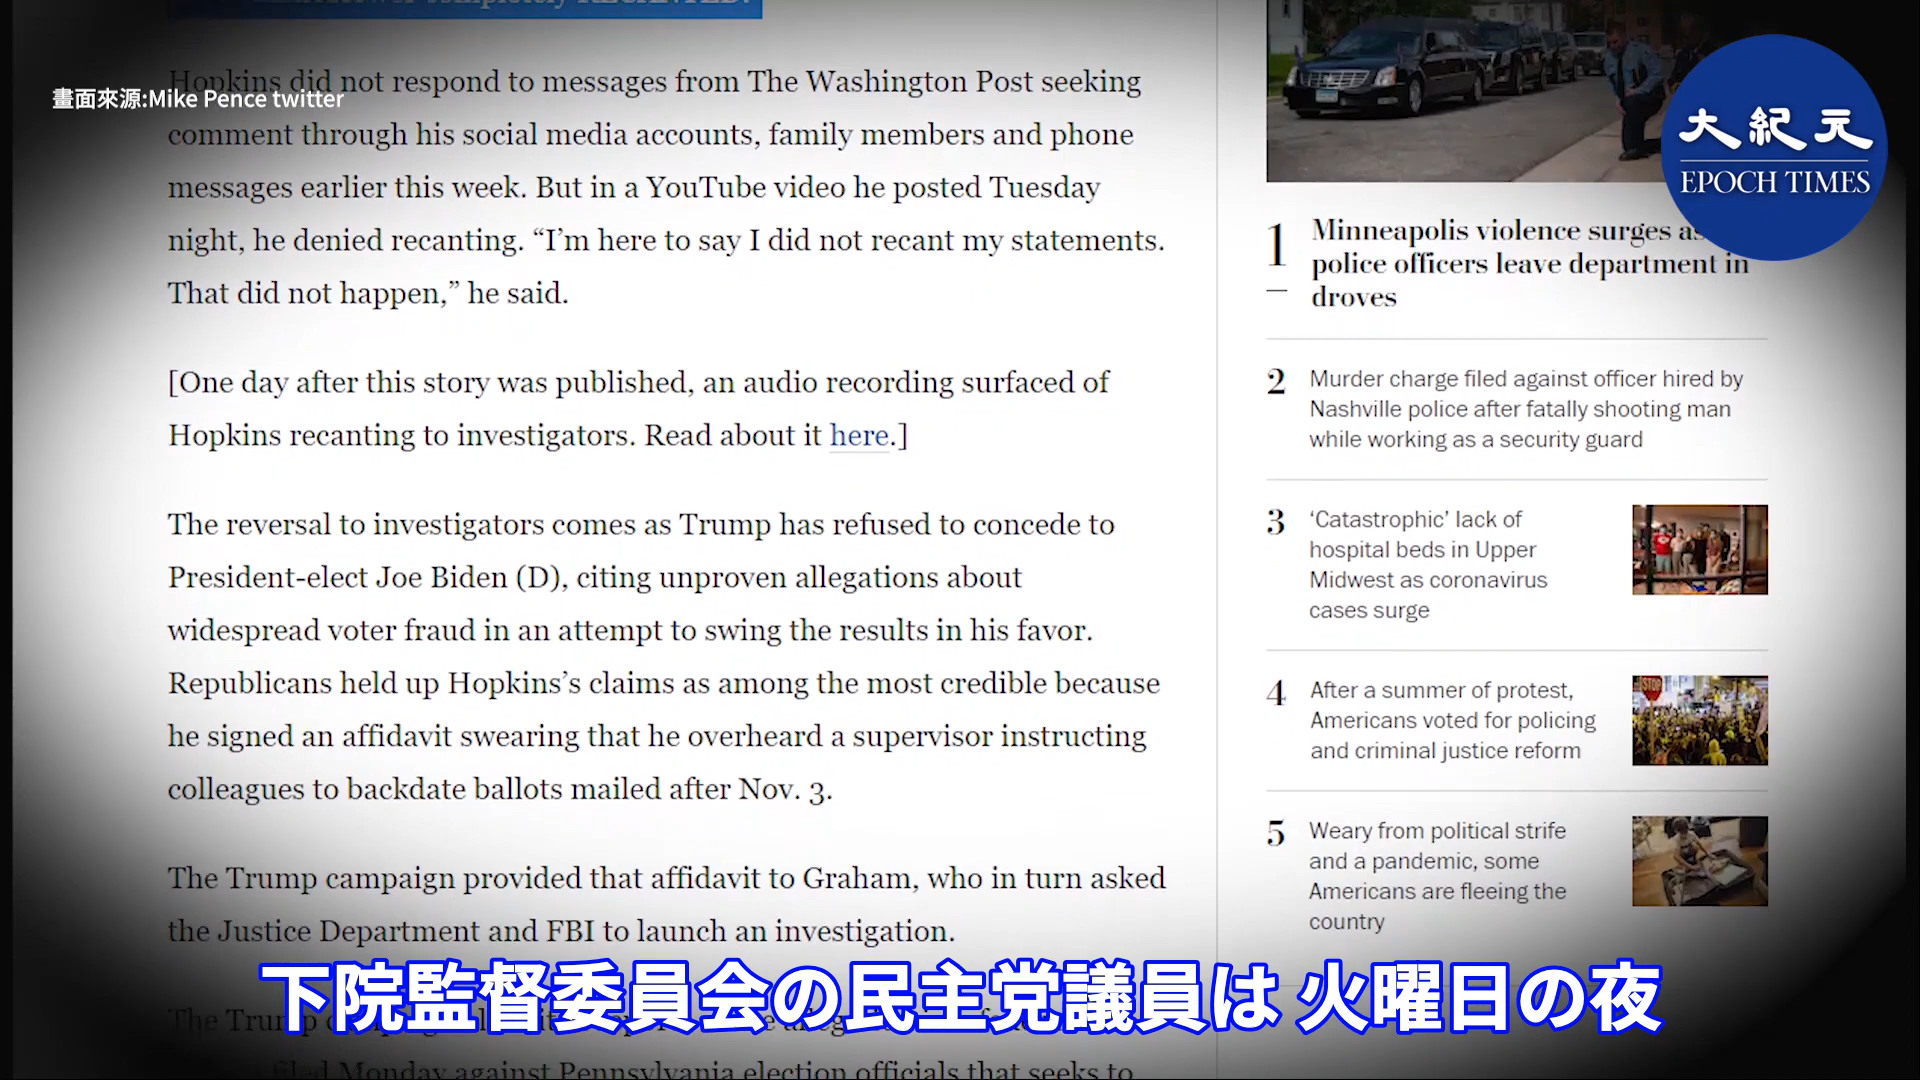 Hopkins did not respond to messages from The Washington Post seeking
畫面來源:Mike Pence twitter
comment through his social media accounts, family members and phone
messages earlier this week. But in a YouTube video he posted Tuesday
night, he denied recanting. “I’m here to say I did not recant my statements.
That did not happen,” he said.
[One day after this story was published, an audio recording surfaced of
Hopkins recanting to investigators. Read about it here.]
The reversal to investigators comes as Trump has refused to concede to
President-elect Joe Biden (D), citing unproven allegations about
widespread voter fraud in an attempt to swing the results in his favor.
Republicans held up Hopkins’s claims as among the most credible because
he signed an affidavit swearing that he overheard a supervisor instructing
colleagues to backdate ballots mailed after Nov. 3.
The Trump campaign provided that affidavit to Graham, who in turn asked
the Justice Department and FBI to launch an investigation.
The
filed Monday against Pennsylvania election officials that seeks to
大紀元
EPOCH TIMES
1
Minneapolis violence surges as
police officers leave department in
droves
2
Murder charge filed against officer hired by
Nashville police after fatally shooting man
while working as a security guard
3
‘Catastrophic’ lack of
hospital beds in Upper
Midwest as coronavirus
cases surge
4
After a summer of protest,
Americans voted for policing
and criminal justice reform
5
Weary from political strife
and a pandemic, some
Americans are fleeing the
country
下院監督委員会の民主党議員は 火曜日の夜